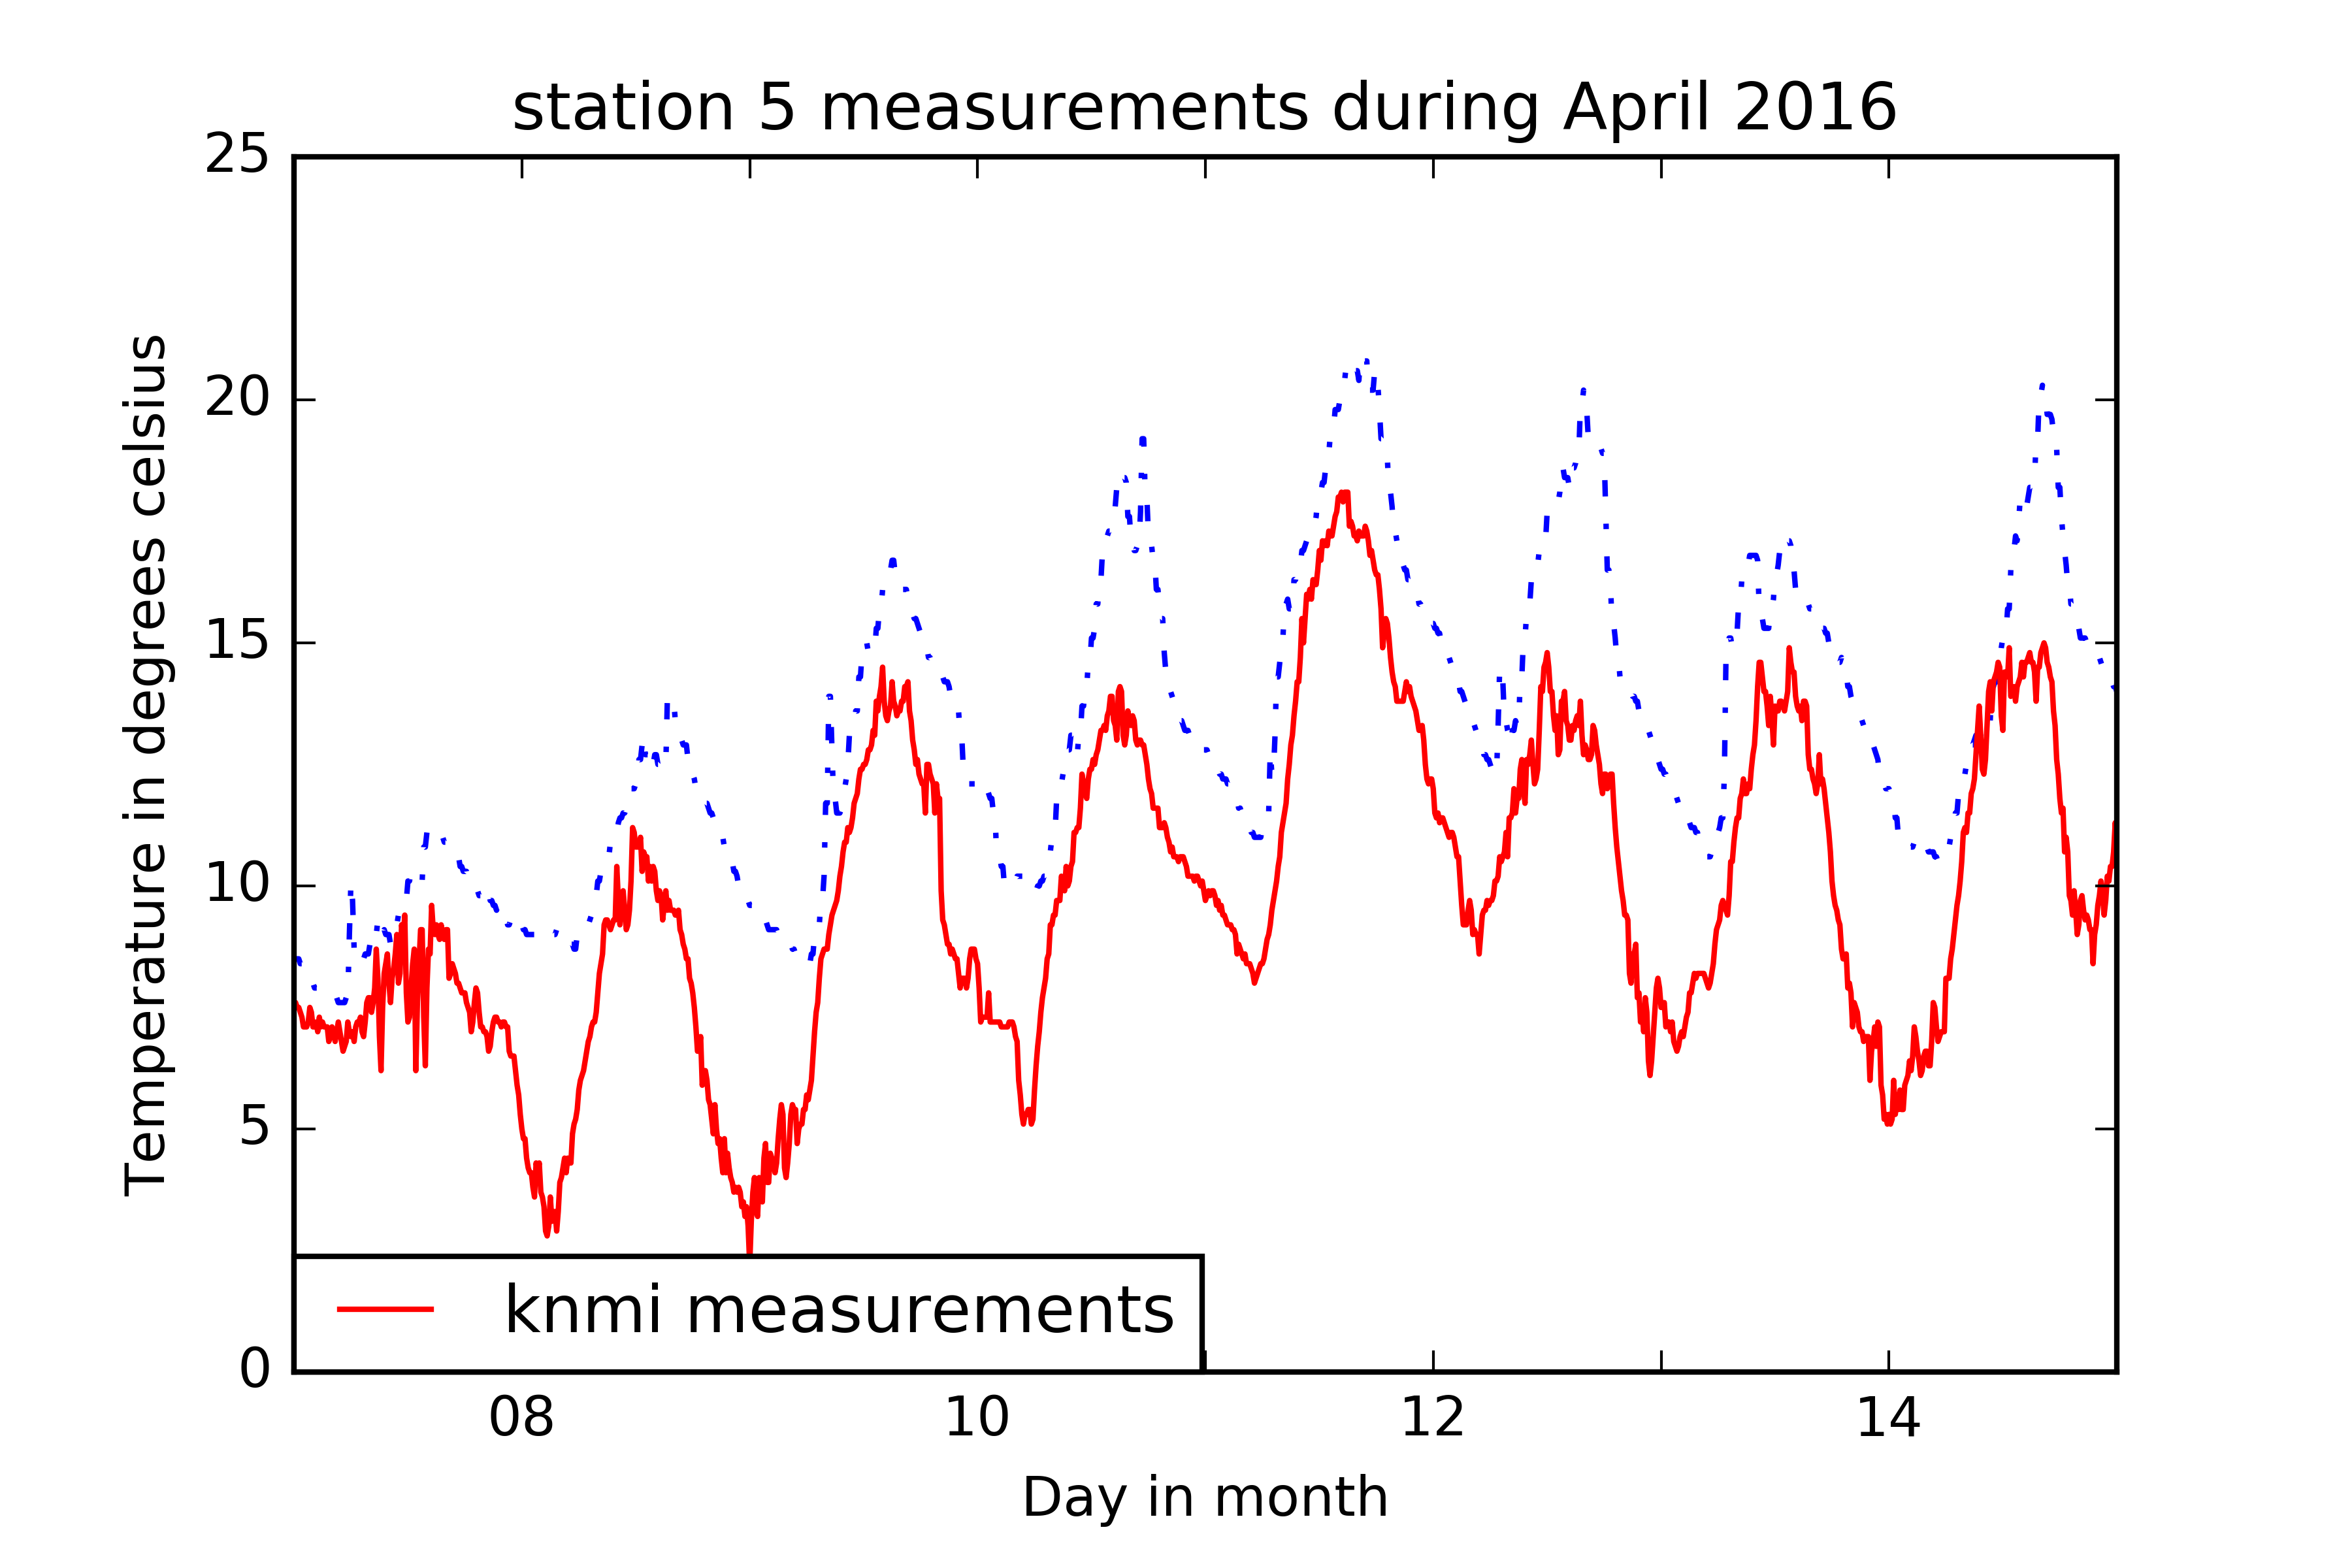 station 5 measurements during April 2016
25
20
15
10
5
0
Temperature in degrees celsius
knmi measurements
08 10 12 14
Day in month